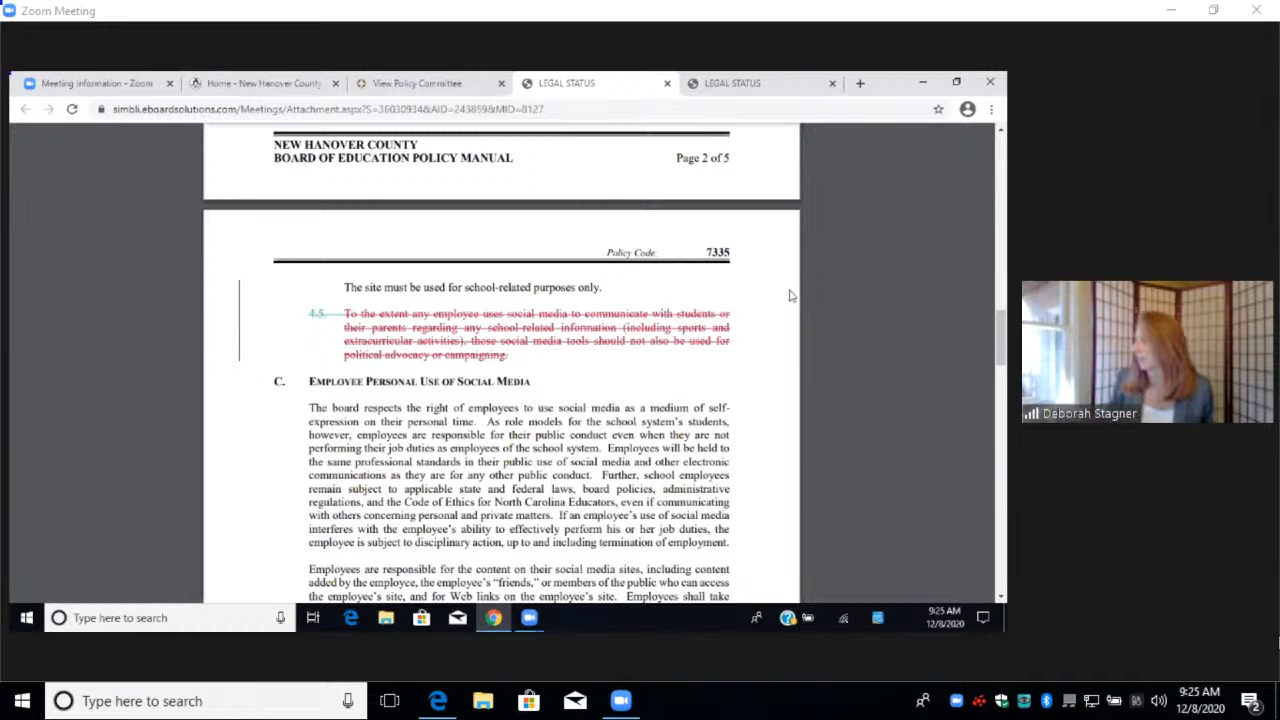 Zoom Meeting
Meeting Information - Zoom
Home - New Hanover County
View Policy Committee
LEGAL STATUS
LEGAL STATUS
simbli.eboardsolutions.com/Meetings/Attachment.aspx?S=36030934&AID=243859&MID=8127
NEW HANOVER COUNTY
BOARD OF EDUCATION POLICY MANUAL Page 2 of 5
Policy Code 7335
The site must be used for school-related purposes only.
4.5. To the extent any employee uses social media to communicate with students or
their parents regarding any school-related information (including sports and
extracurricular activities), those social media tools should not also be used for
political advocacy or campaigning.
C. EMPLOYEE PERSONAL USE OF SOCIAL MEDIA
The board respects the right of employees to use social media as a medium of self-
expression on their personal time. As role models for the school system's students,
however, employees are responsible for their public conduct even when they are not
performing their job duties as employees of the school system. Employees will be held to
the same professional standards in their public use of social media and other electronic
communications as they are for any other public conduct. Further, school employees
remain subject to applicable state and federal laws, board policies, administrative
regulations, and the Code of Ethics for North Carolina Educators, even if communicating
with others concerning personal and private matters. If an employee's use of social media
interferes with the employee's ability to effectively perform his or her job duties, the
employee is subject to disciplinary action, up to and including termination of employment.
Employees are responsible for the content on their social media sites, including content
added by the employee, the employee's "friends," or members of the public who can access
the employee's site, and for Web links on the employee's site. Employees shall take
Deborah Stagner
Type here to search
9:25 AM
12/8/2020
Type here to search
9:25 AM
12/8/2020
2